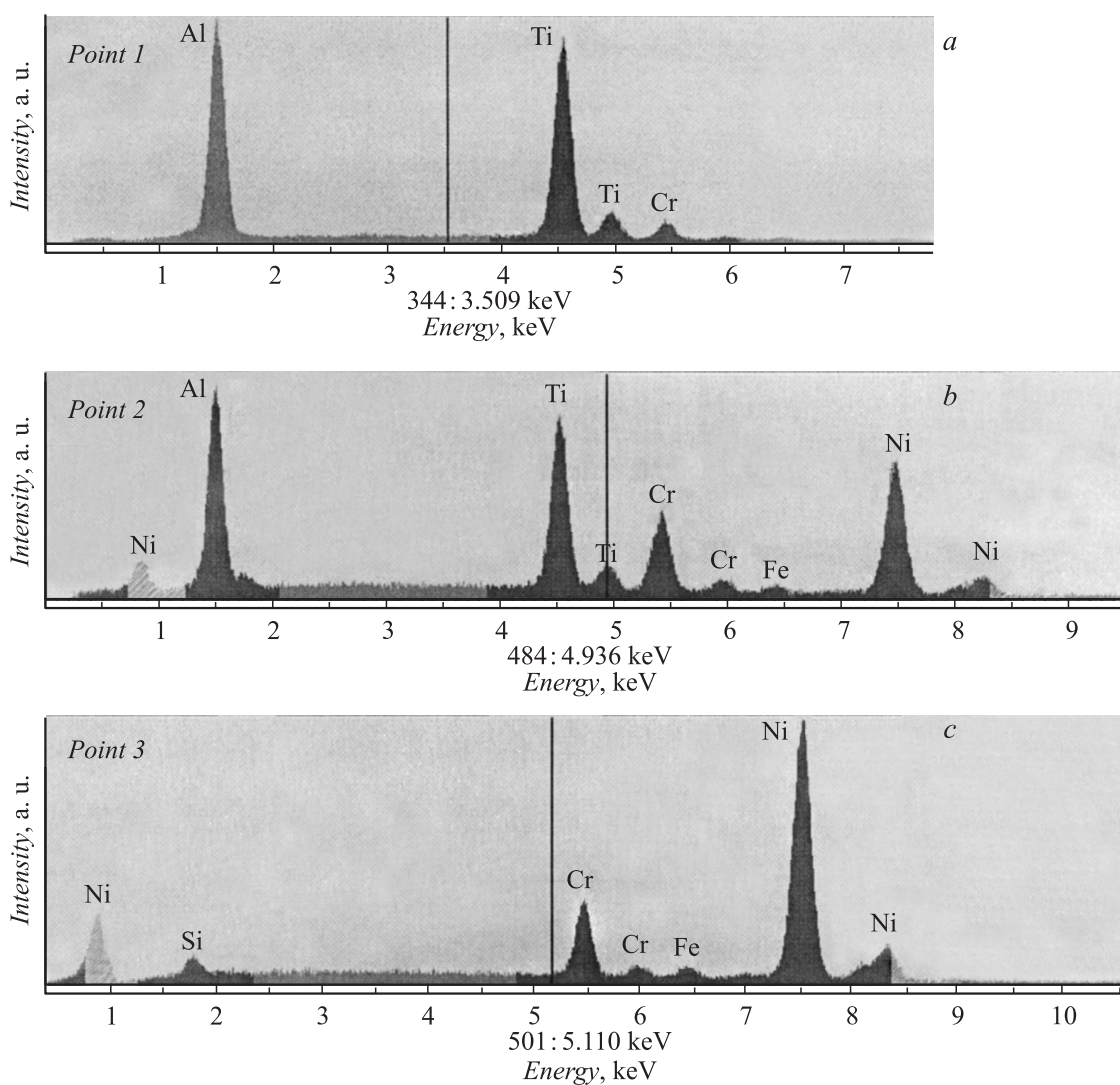 Point 1
Al
Ti
a
Ti
Cr
Intensity, a. u.
1 2 3 4 5 6 7
344 : 3.509 keV
Energy, keV
Point 2
Al
Ti
b
Ni
Cr
Ni
Ti
Cr
Fe
Ni
Intensity, a. u.
1 2 3 4 5 6 7 8 9
484 : 4.936 keV
Energy, keV
Point 3
Ni
c
Ni
Cr
Si
Cr
Fe
Ni
Intensity, a. u.
1 2 3 4 5 6 7 8 9 10
501 : 5.110 keV
Energy, keV